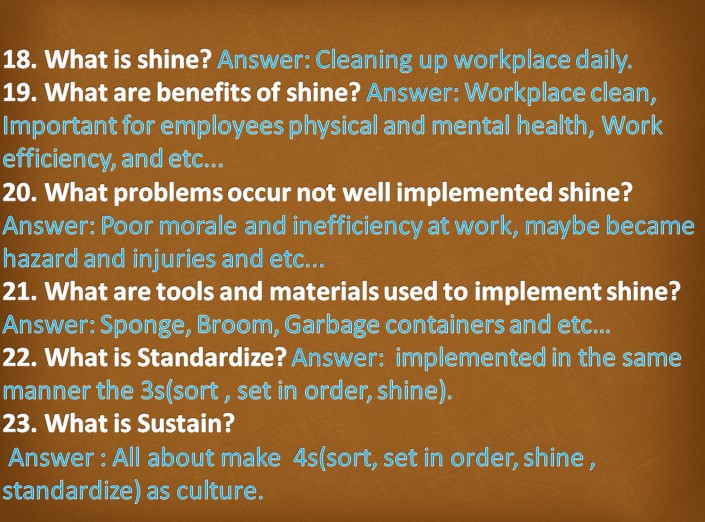 18. What is shine? Answer: Cleaning up workplace daily.
19. What are benefits of shine? Answer: Workplace clean,
Important for employees physical and mental health, Work
efficiency, and etc...
20. What problems occur not well implemented shine?
Answer: Poor morale and inefficiency at work, maybe became
hazard and injuries and etc...
21. What are tools and materials used to implement shine?
Answer: Sponge, Broom, Garbage containers and etc...
22. What is Standardize? Answer: implemented in the same
manner the 3s(sort , set in order, shine).
23. What is Sustain?
Answer : All about make 4s(sort, set in order, shine ,
standardize) as culture.